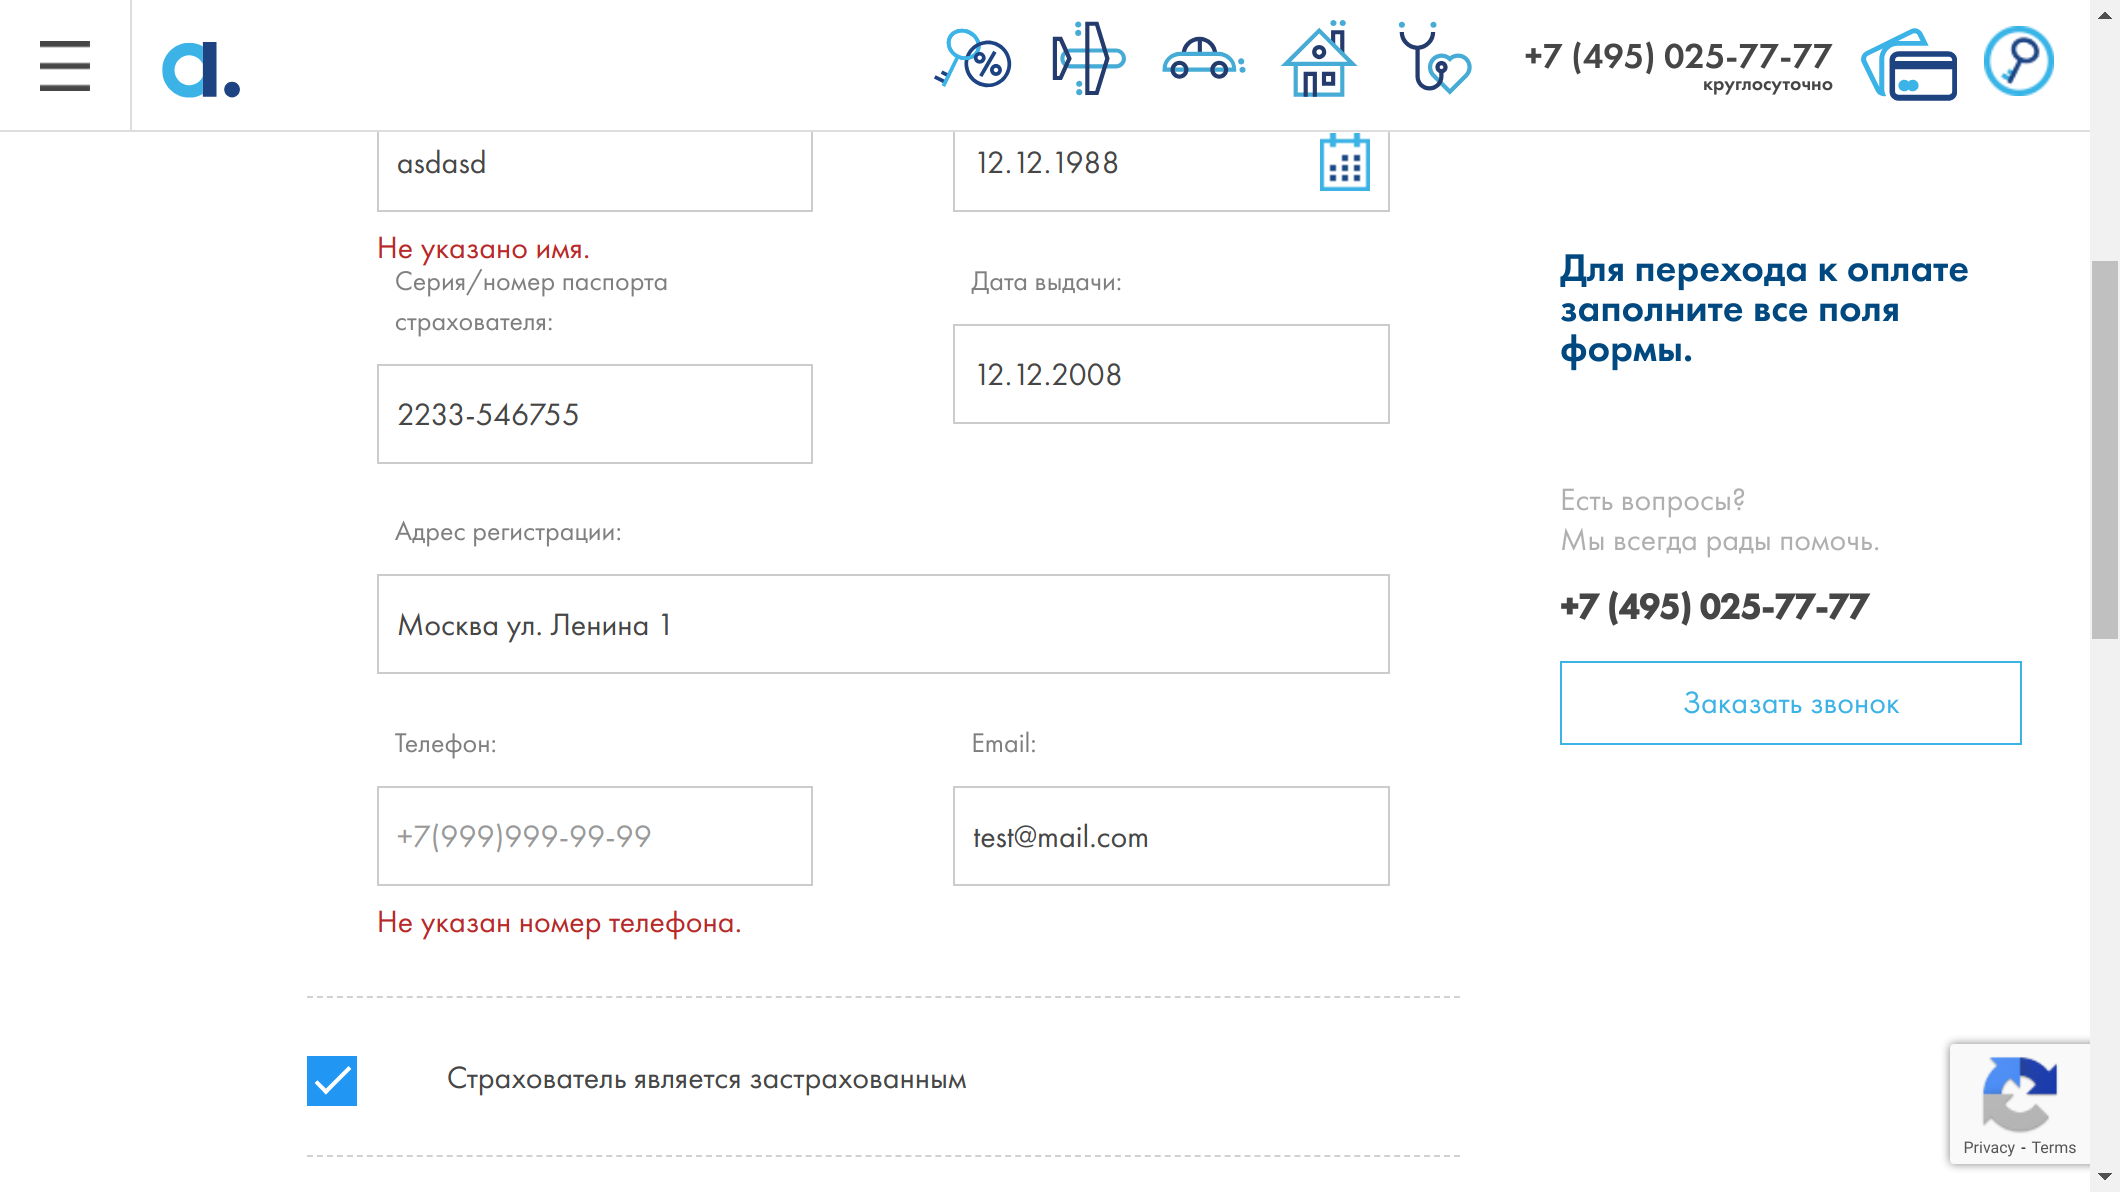 a.
+7 (495) 025-77-77
круглосуточно
asdasd
12.12.1988
Не указано имя.
Серия/номер паспорта
страхователя:
Дата выдачи:
2233-546755
12.12.2008
Адрес регистрации:
Москва ул. Ленина 1
Телефон:
Email:
+7(999)999-99-99
test@mail.com
Не указан номер телефона.
Страхователь является застрахованным
Для перехода к оплате
заполните все поля
формы.
Есть вопросы?
Мы всегда рады помочь.
+7 (495) 025-77-77
Заказать звонок
Privacy - Terms